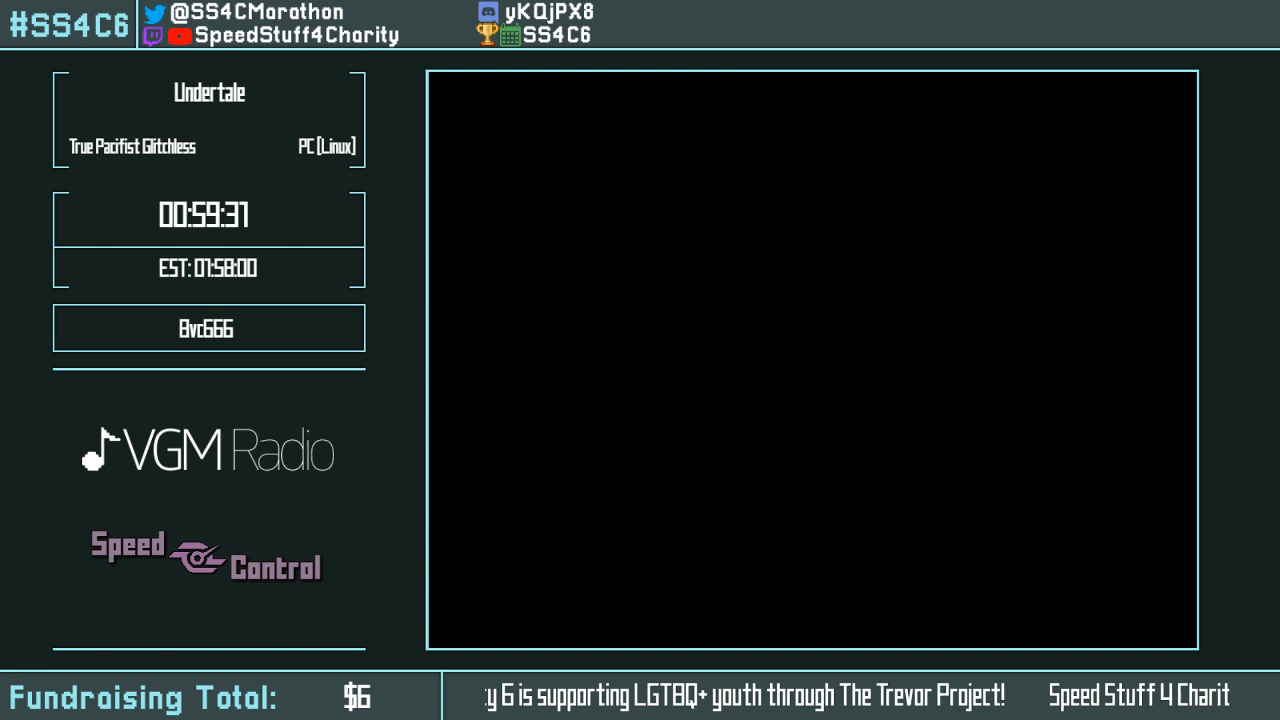 #SS4C6
@SS4CMarathon
SpeedStuff4Charity
yKQjPX8
SS4C6
Undertale
True Pacifist Glitchless PC [Linux]
00:59:31
EST: 01:58:00
8vc666
VGM Radio
Speed Control
Fundraising Total: $6
y 6 is supporting LGTBQ+ youth through The Trevor Project! Speed Stuff 4 Charit